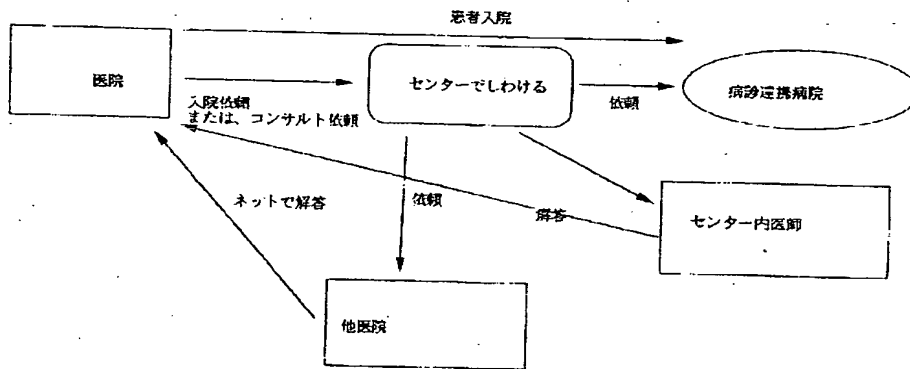 患者入院
医院
センターでしわける
病診連携病院
入院依頼
または、コンサルト依頼
依頼
ネットで解答
依頼
解答
センター内医師
他医院